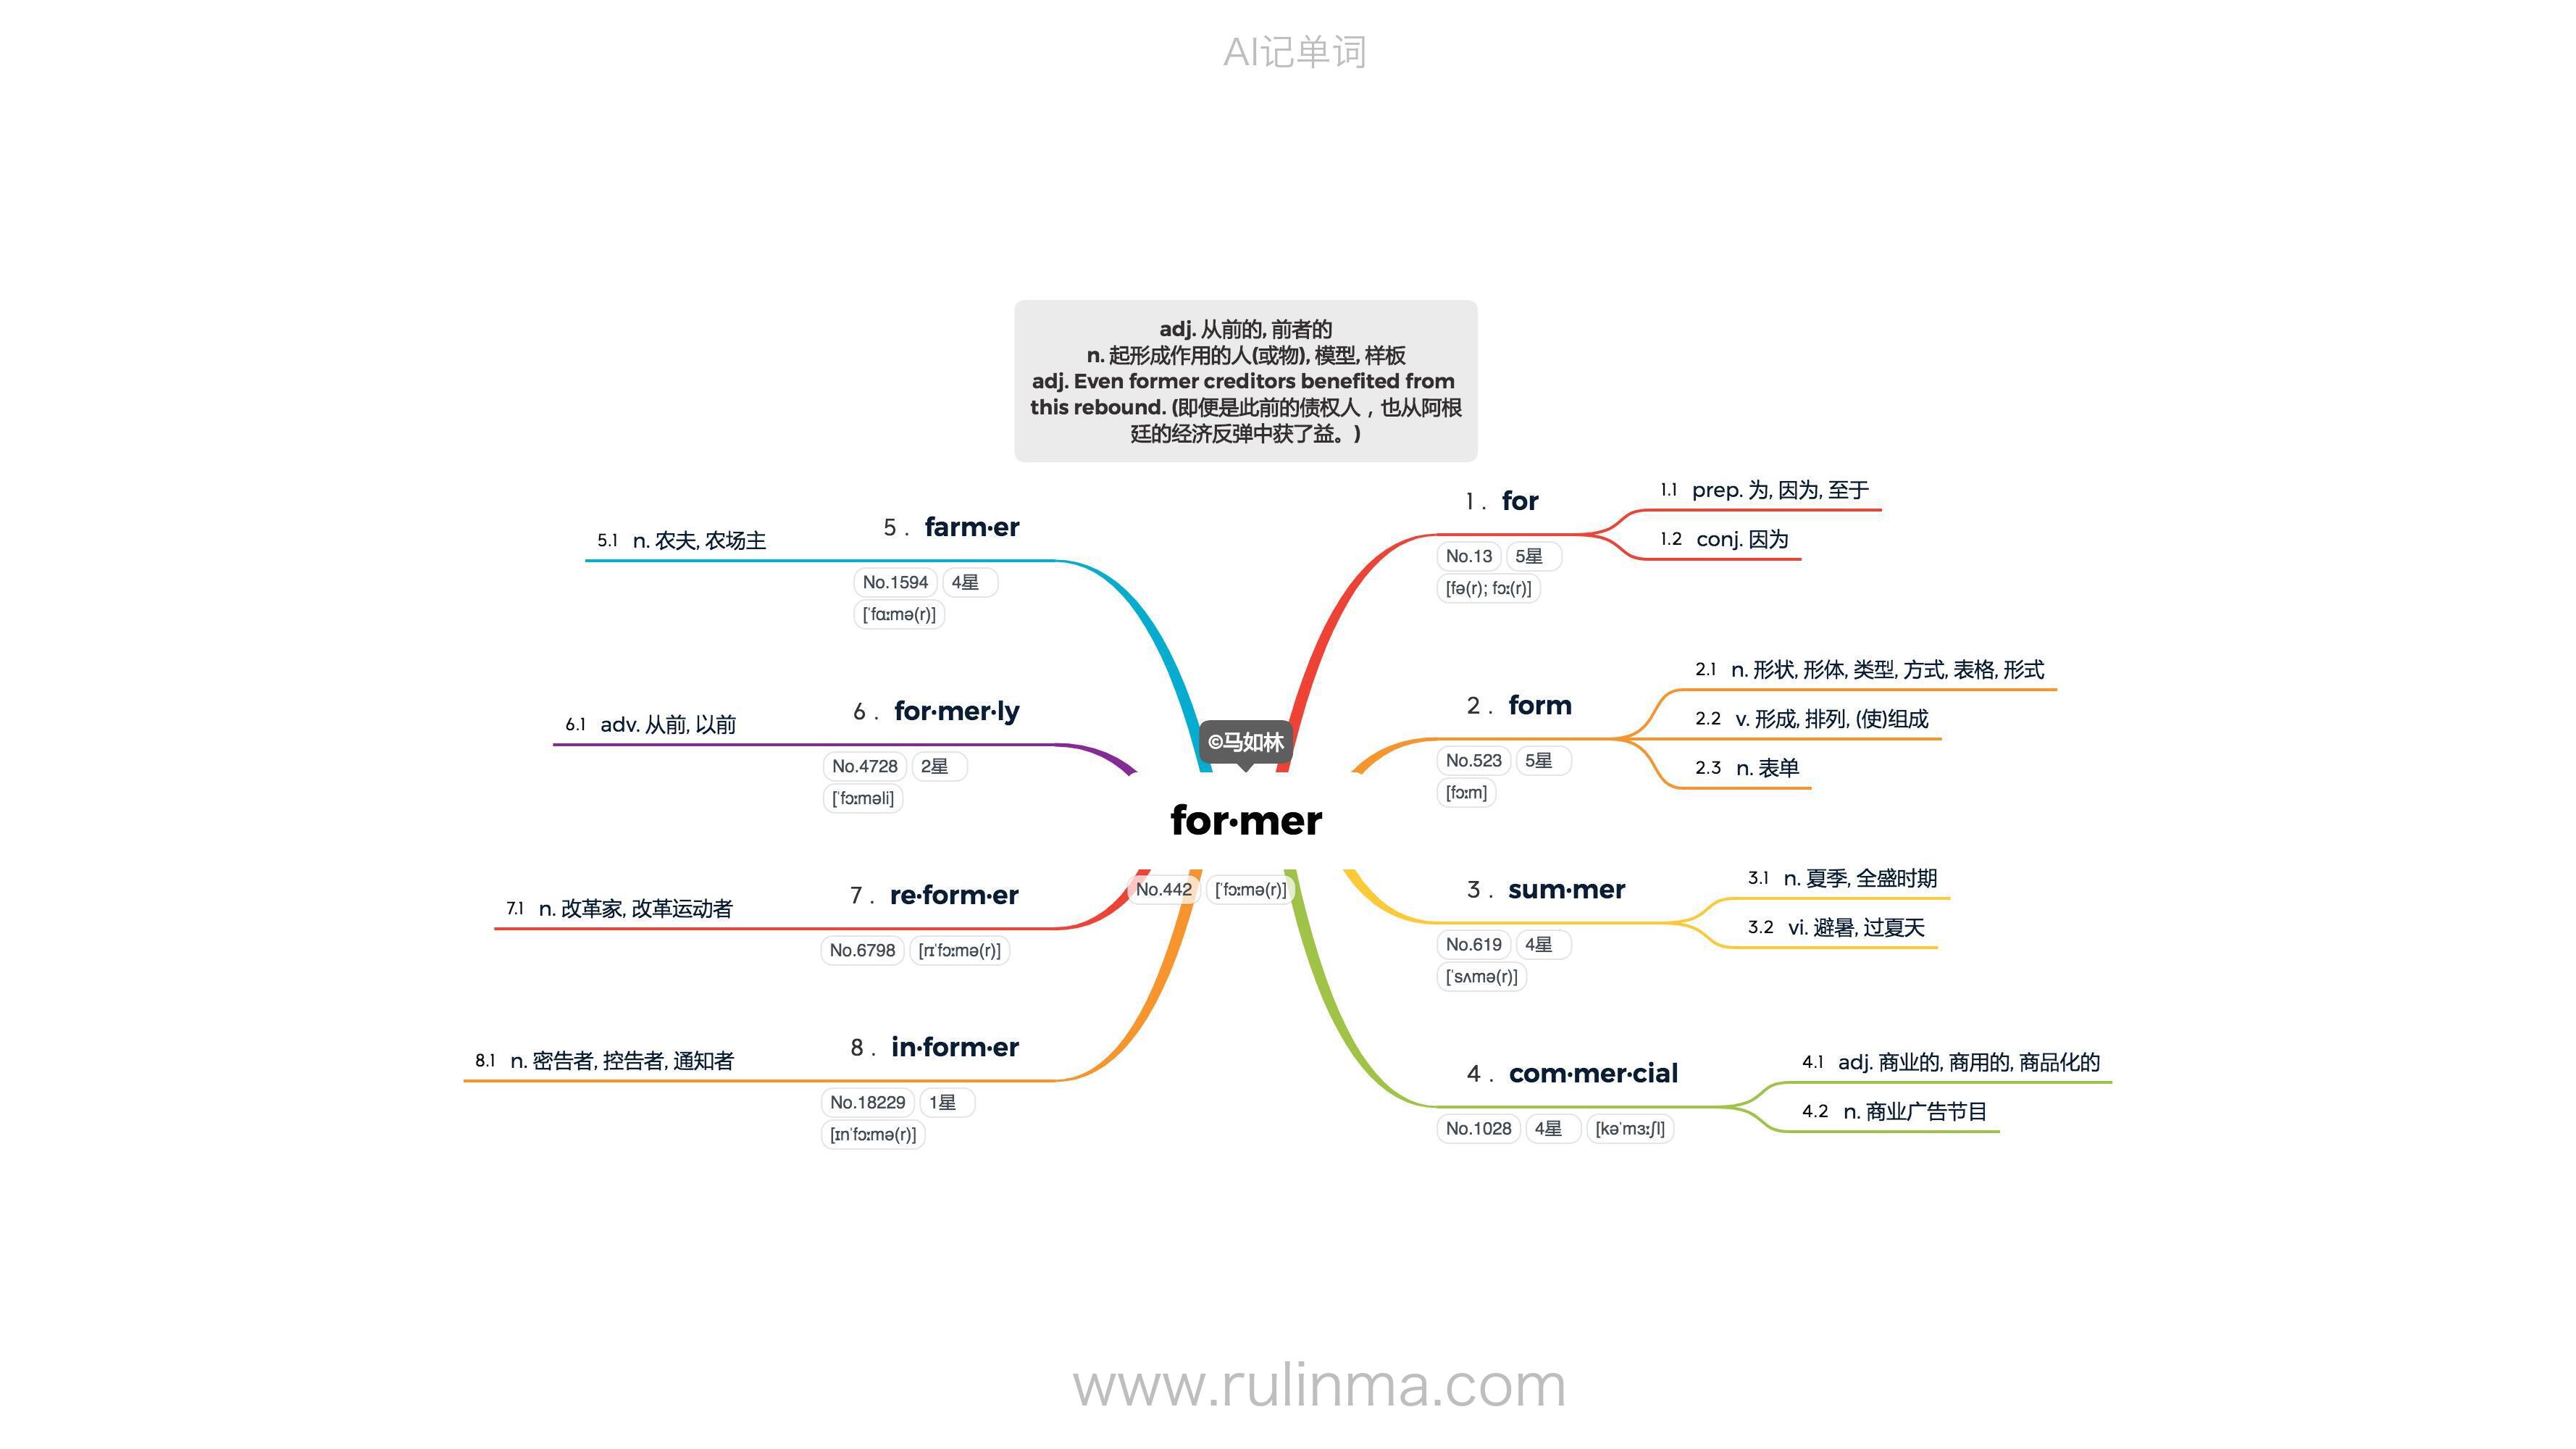 AI记单词
adj. 从前的, 前者的
n. 起形成作用的人(或物), 模型, 样板
adj. Even former creditors benefited from
this rebound. (即便是此前的债权人，也从阿根
廷的经济反弹中获了益。)
©马如林
for·mer
No.442 [ˈfɔːmə(r)]
1 . for
No.13 5星
[fə(r); fɔː(r)]
1.1 prep. 为, 因为, 至于
1.2 conj. 因为
2 . form
No.523 5星
[fɔːm]
2.1 n. 形状, 形体, 类型, 方式, 表格, 形式
2.2 v. 形成, 排列, (使)组成
2.3 n. 表单
3 . sum·mer
No.619 4星
[ˈsʌmə(r)]
3.1 n. 夏季, 全盛时期
3.2 vi. 避暑, 过夏天
4 . com·mer·cial
No.1028 4星 [kəˈmɜːʃl]
4.1 adj. 商业的, 商用的, 商品化的
4.2 n. 商业广告节目
5 . farm·er
No.1594 4星
[ˈfɑːmə(r)]
5.1 n. 农夫, 农场主
6 . for·mer·ly
No.4728 2星
[ˈfɔːməli]
6.1 adv. 从前, 以前
7 . re·form·er
No.6798 [rɪˈfɔːmə(r)]
7.1 n. 改革家, 改革运动者
8 . in·form·er
No.18229 1星
[ɪnˈfɔːmə(r)]
8.1 n. 密告者, 控告者, 通知者
www.rulinma.com